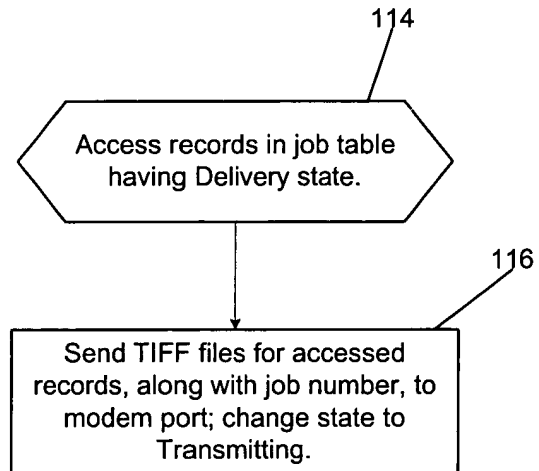 114
Access records in job table
having Delivery state.
116
Send TIFF files for accessed
records, along with job number, to
modem port; change state to
Transmitting.